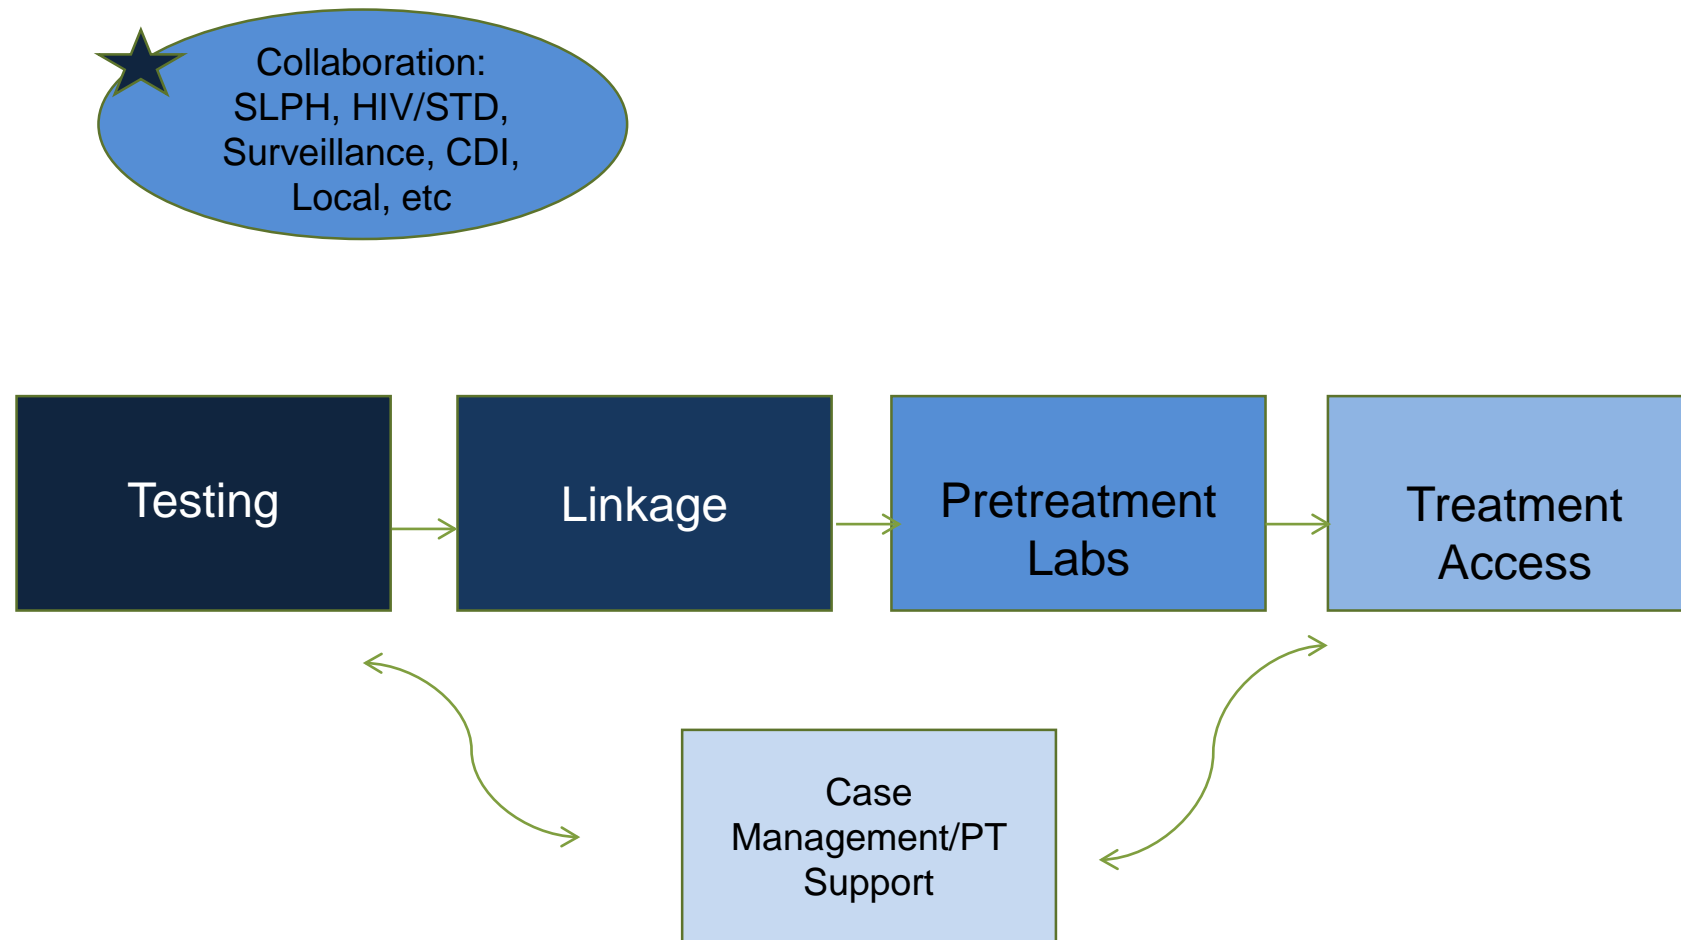 Collaboration:
SLPH, HIV/STD,
Surveillance, CDI,
Local, etc
Testing
Linkage
Pretreatment
Labs
Treatment
Access
Case
Management/PT
Support